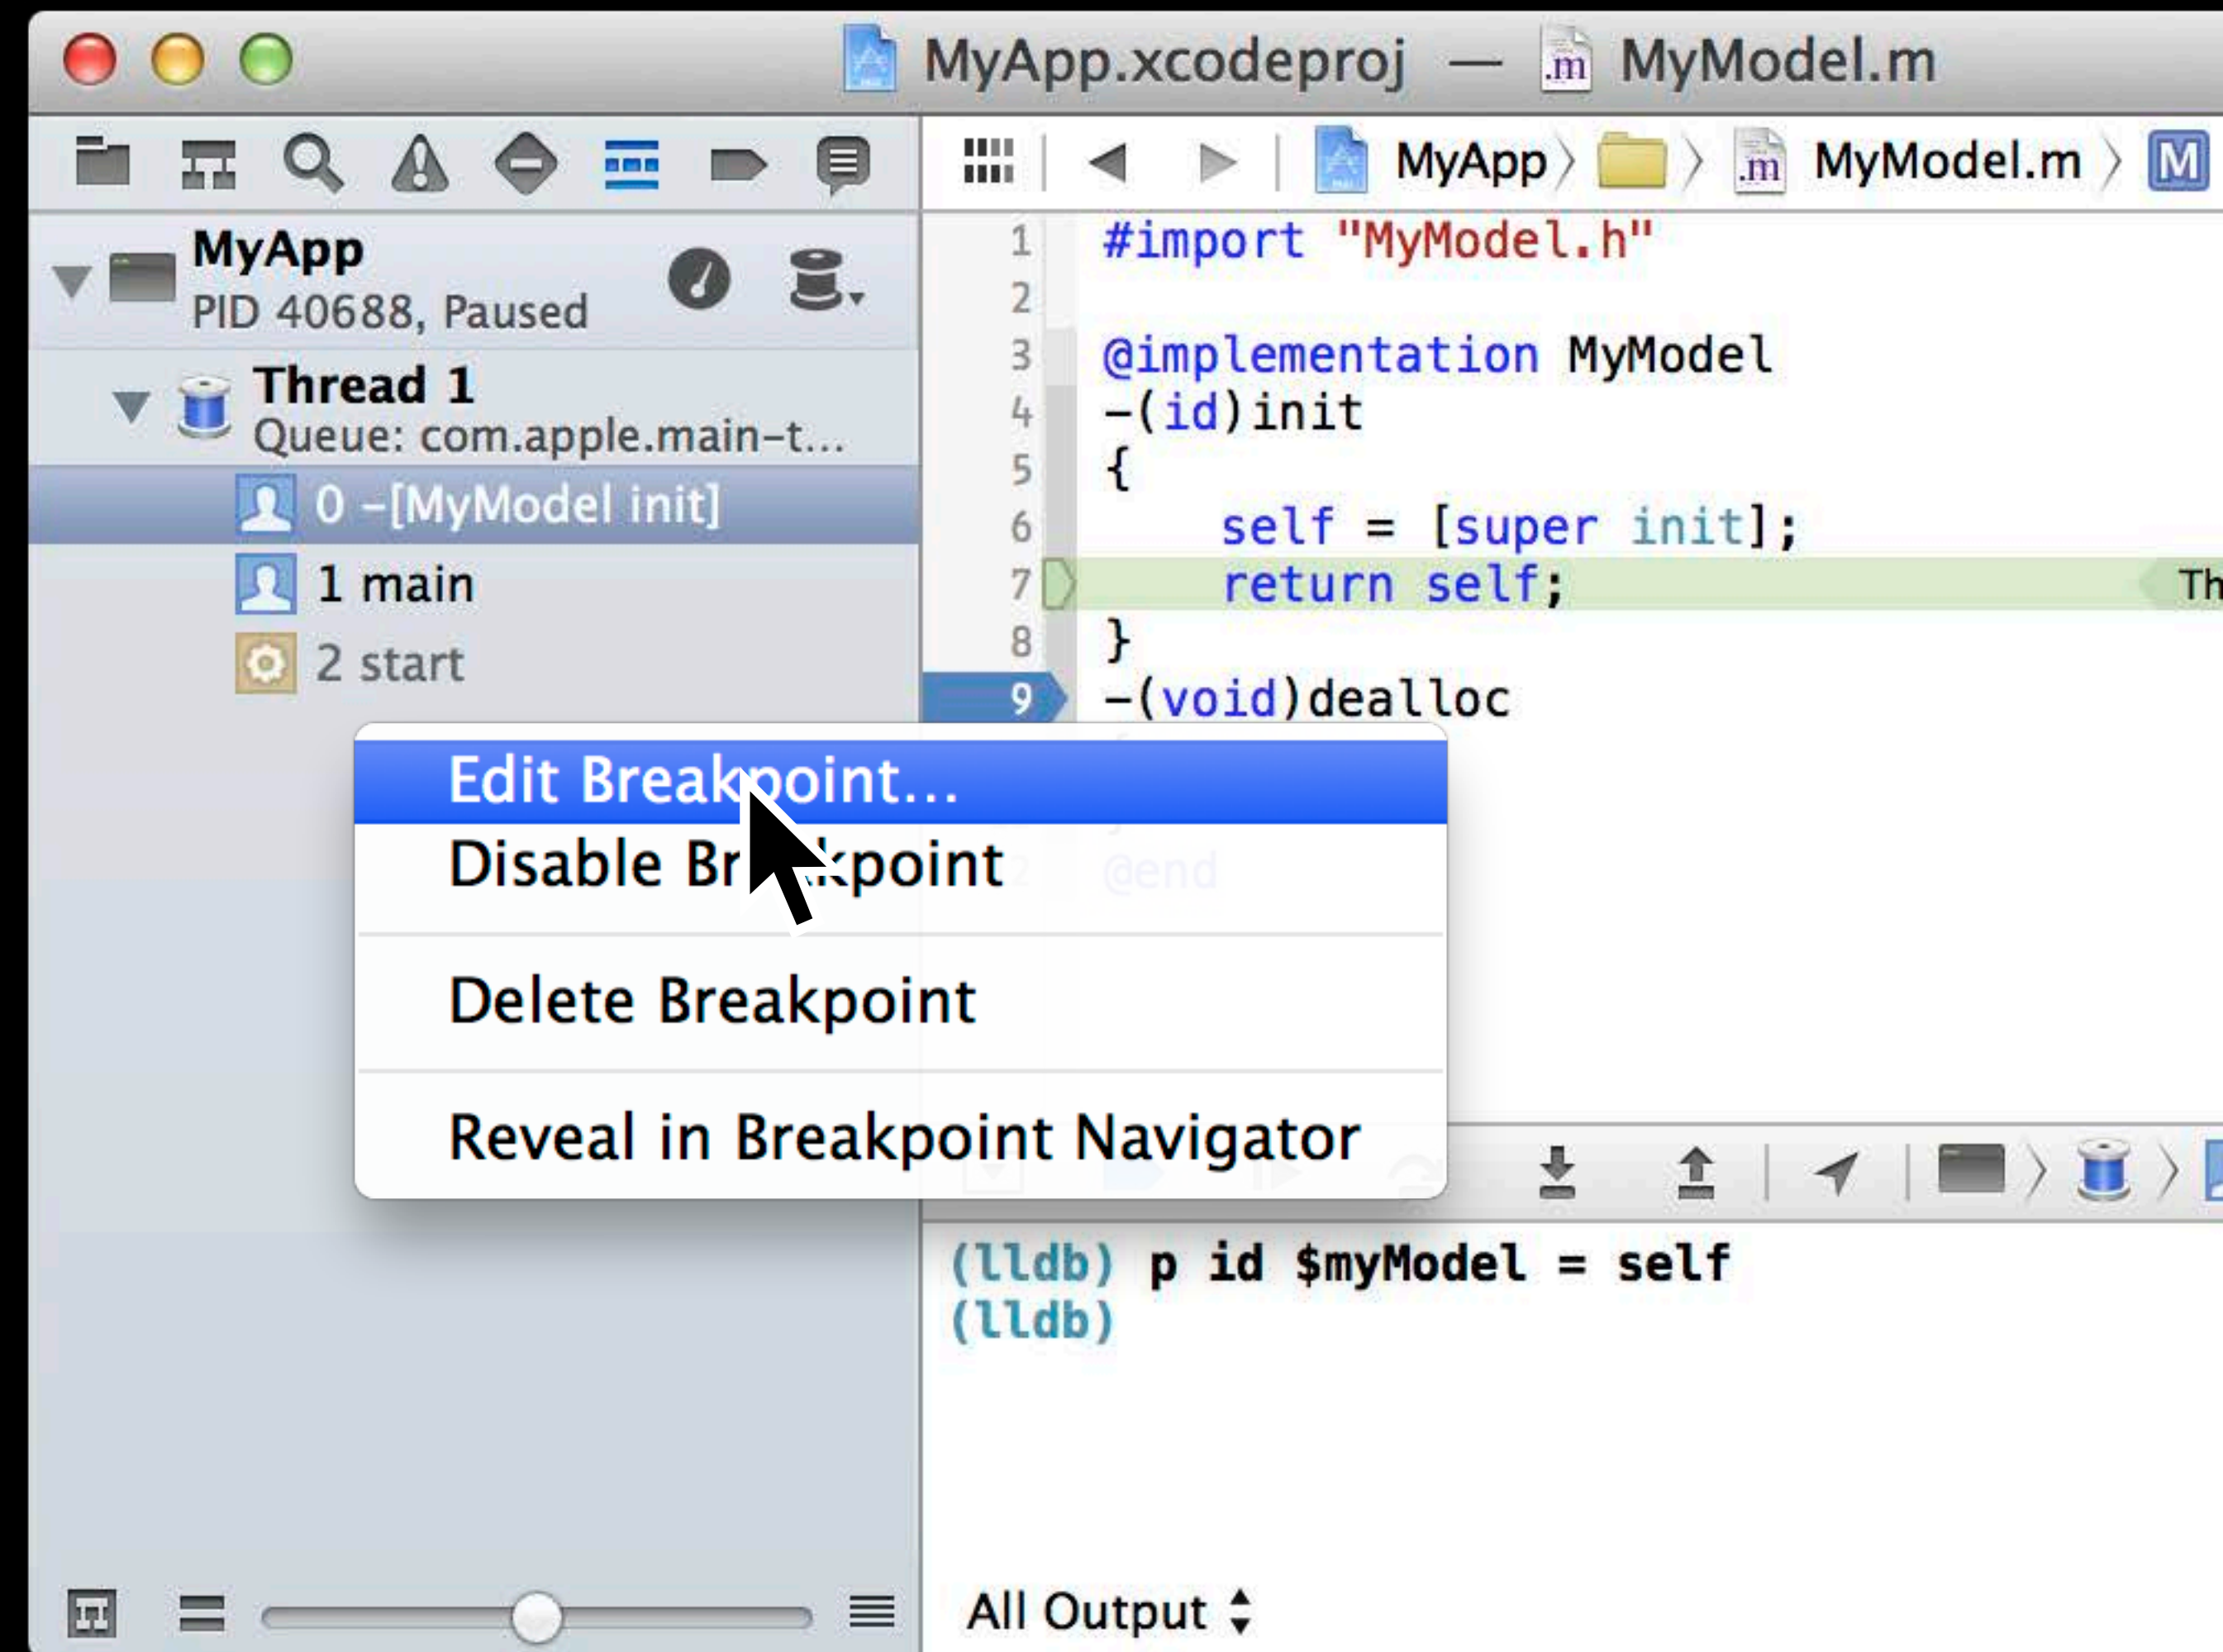 MyApp.xcodeproj — MyModel.m
MyApp
MyModel.m
M
MyApp
PID 40688, Paused
Thread 1
Queue: com.apple.main-t...
0 -[MyModel init]
1 main
2 start
1 #import "MyModel.h"
2
3 @implementation MyModel
4 -(id)init
5 {
6 self = [super init];
7 return self;
Th
8 }
9 -(void)dealloc
@end
Edit Breakpoint...
Disable Breakpoint
Delete Breakpoint
Reveal in Breakpoint Navigator
(lldb) p id $myModel = self
(lldb)
All Output